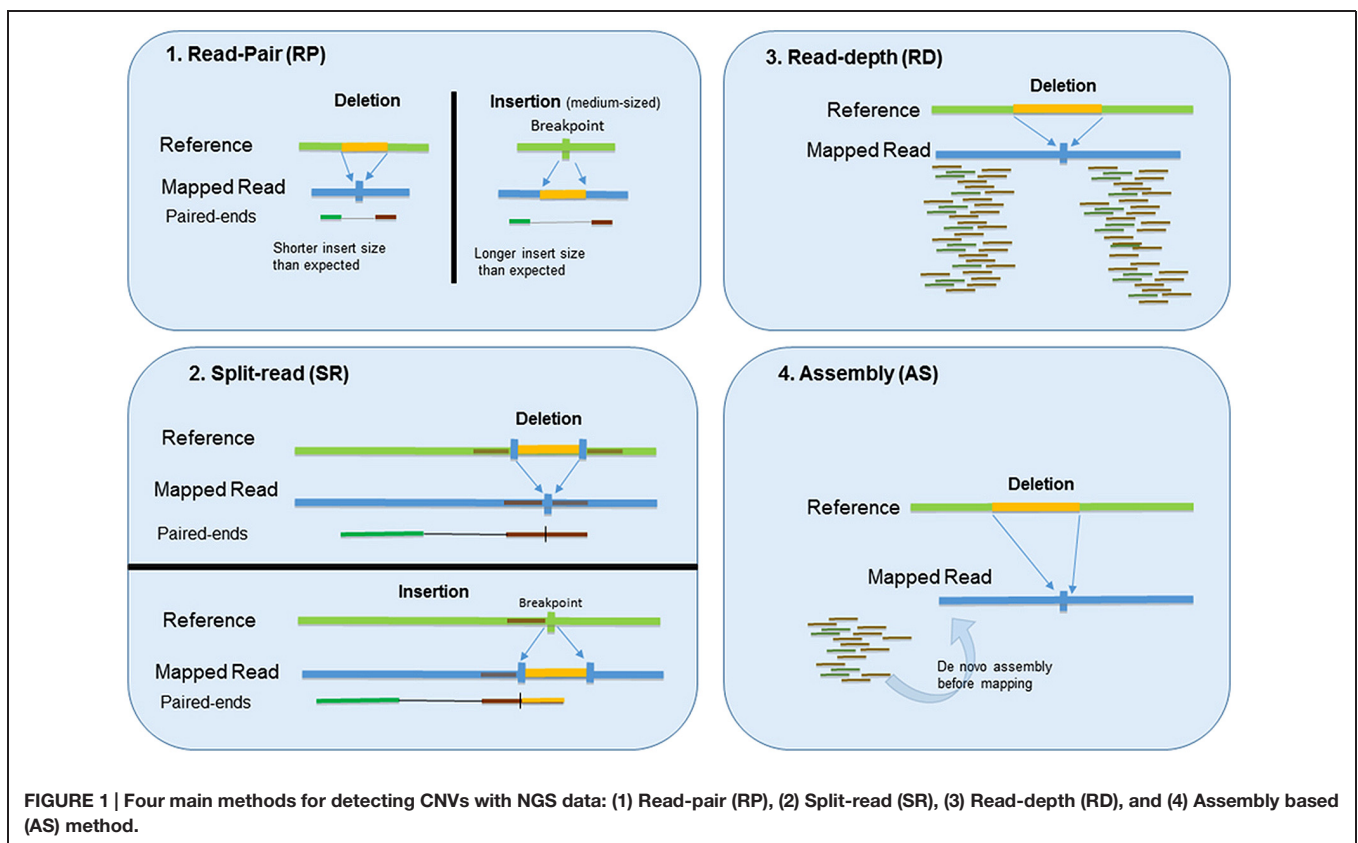 1. Read-Pair (RP)
Deletion
Reference
Mapped Read
Paired-ends
Shorter insert size
than expected
Insertion (medium-sized)
Breakpoint
Longer insert size
than expected
3. Read-depth (RD)
Deletion
Reference
Mapped Read
2. Split-read (SR)
Deletion
Reference
Mapped Read
Paired-ends
Insertion
Breakpoint
Reference
Mapped Read
Paired-ends
4. Assembly (AS)
Deletion
Reference
Mapped Read
De novo assembly
before mapping
FIGURE 1 | Four main methods for detecting CNVs with NGS data: (1) Read-pair (RP), (2) Split-read (SR), (3) Read-depth (RD), and (4) Assembly based
(AS) method.